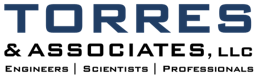 TORRES
& ASSOCIATES, LLC
ENGINEERS | SCIENTISTS | PROFESSIONALS